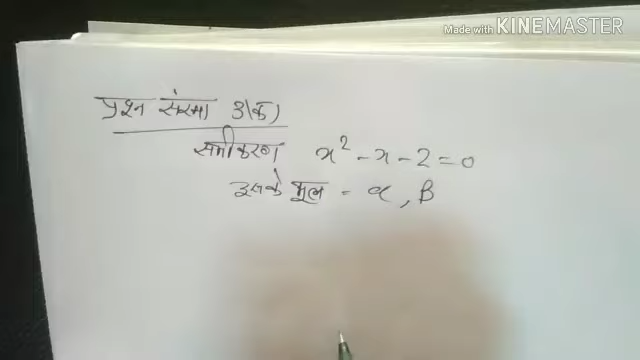 Made with KINEMASTER
प्रश्न संख्या 3(क)
समीकरण x² - x - 2 = 0
इसके मूल = α, β